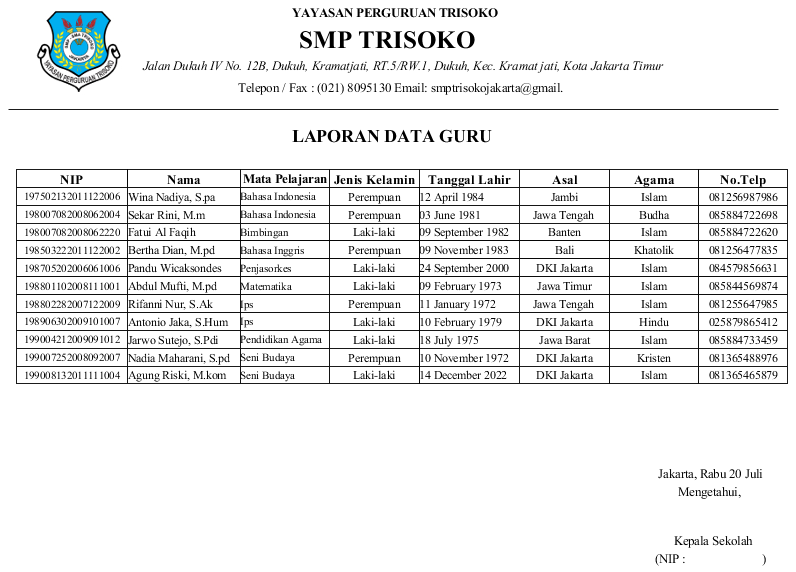 YAYASAN PERGURUAN TRISOKO
SMP TRISOKO
Jalan Dukuh IV No. 12B, Dukuh, Kramatjati, RT.5/RW.1, Dukuh, Kec. Kramat jati, Kota Jakarta Timur
Telepon / Fax : (021) 8095130 Email: smptrisokojakarta@gmail.
SMP TRISOKO
JAKARTA
YAYASAN PERGURUAN TRISOKO
LAPORAN DATA GURU
NIP Nama Mata Pelajaran Jenis Kelamin Tanggal Lahir Asal Agama No.Telp
197502132011122006 Wina Nadiya, S.pa Bahasa Indonesia Perempuan 12 April 1984 Jambi Islam 081256987986
198007082008062004 Sekar Rini, M.m Bahasa Indonesia Perempuan 03 June 1981 Jawa Tengah Budha 085884722698
198007082008062220 Fatui Al Faqih Bimbingan Laki-laki 09 September 1982 Banten Islam 085884722620
198503222011122002 Bertha Dian, M.pd Bahasa Inggris Perempuan 09 November 1983 Bali Khatolik 081256477835
198705202006061006 Pandu Wicaksondes Penjasorkes Laki-laki 24 September 2000 DKI Jakarta Islam 084579856631
198801102008111001 Abdul Mufti, M.pd Matematika Laki-laki 09 February 1973 Jawa Timur Islam 085844569874
198802282007122009 Rifanni Nur, S.Ak Ips Perempuan 11 January 1972 Jawa Tengah Islam 081255647985
198906302009101007 Antonio Jaka, S.Hum Ips Laki-laki 10 February 1979 DKI Jakarta Hindu 025879865412
199004212009091012 Jarwo Sutejo, S.Pdi Pendidikan Agama Laki-laki 18 July 1975 Jawa Barat Islam 085884733459
199007252008092007 Nadia Maharani, S.pd Seni Budaya Perempuan 10 November 1972 DKI Jakarta Kristen 081365488976
199008132011111004 Agung Riski, M.kom Seni Budaya Laki-laki 14 December 2022 DKI Jakarta Islam 081365465879
Jakarta, Rabu 20 Juli
Mengetahui,
Kepala Sekolah
(NIP : )